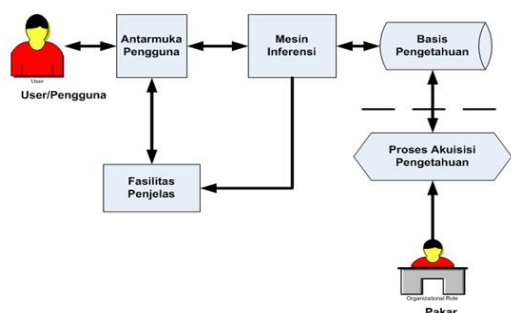 Antarmuka
Pengguna
Mesin
Inferensi
Basis
Pengetahuan
User
User/Pengguna
Proses Akuisisi
Pengetahuan
Fasilitas
Penjelas
Organizational Role
Pakar